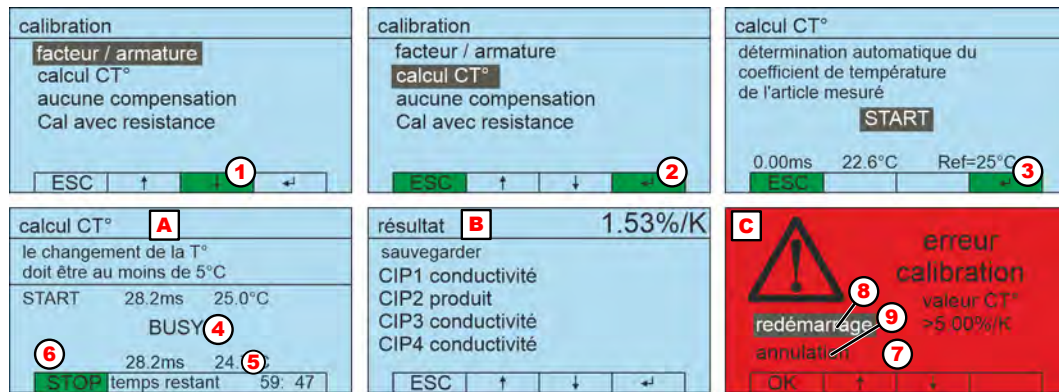 calibration
facteur / armature
calcul CT°
aucune compensation
Cal avec resistance
ESC ↑ ↓ ↵
1
calibration
facteur / armature
calcul CT°
aucune compensation
Cal avec resistance
ESC ↑ ↓ ↵
2
calcul CT°
détermination automatique du
coefficient de température
de l'article mesuré
START
0.00ms 22.6°C Ref=25°C
ESC ↵
3
calcul CT° A
le changement de la T°
doit être au moins de 5°C
START 28.2ms 25.0°C
BUSY 4
28.2ms 24. 5
6
STOP temps restant 59: 47
résultat B 1.53%/K
sauvegarder
CIP1 conductivité
CIP2 produit
CIP3 conductivité
CIP4 conductivité
ESC ↑ ↓ ↵
C
erreur
calibration
valeur CT°
>5.00%/K
8
redémarrage
9
annulation
7
OK ↑ ↓